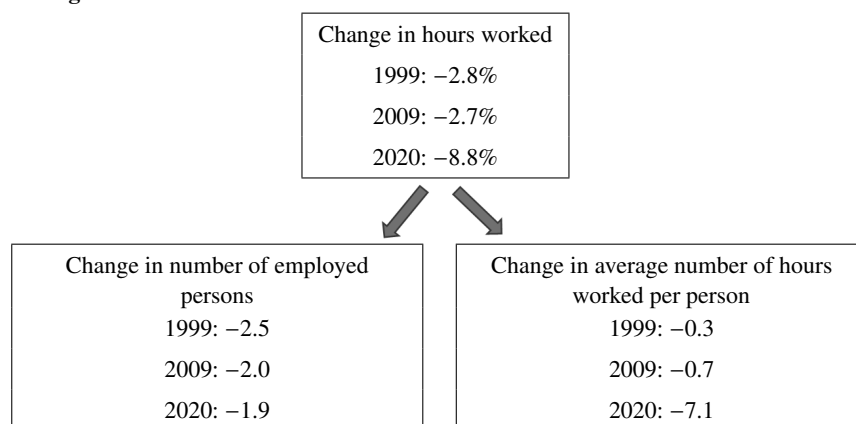 Change in hours worked
1999: −2.8%
2009: −2.7%
2020: −8.8%
Change in number of employed
persons
1999: −2.5
2009: −2.0
2020: −1.9
Change in average number of hours
worked per person
1999: −0.3
2009: −0.7
2020: −7.1